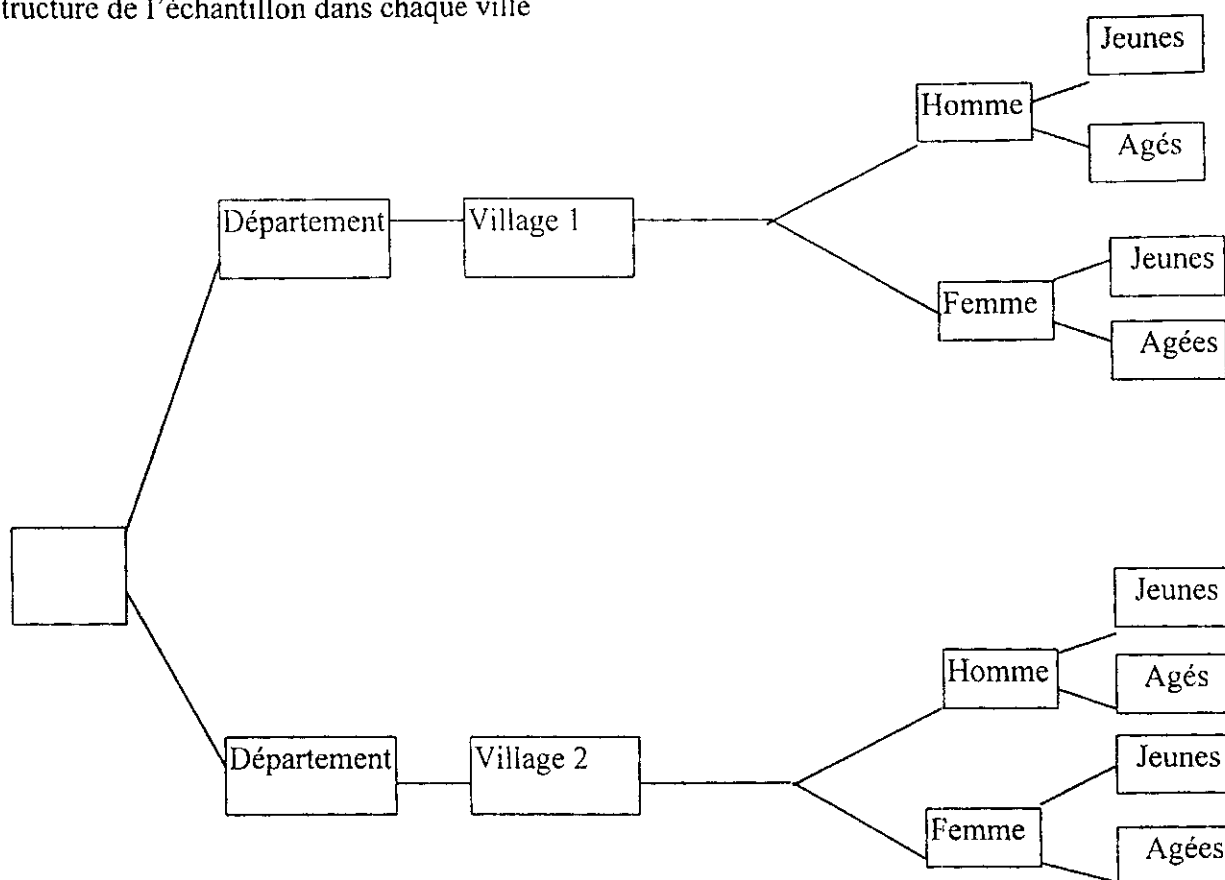 tructure de l'échantillon dans chaque ville
Jeunes
Homme
Agés
Département
Village 1
Jeunes
Femme
Agées
Jeunes
Homme
Agés
Département
Village 2
Jeunes
Femme
Agées